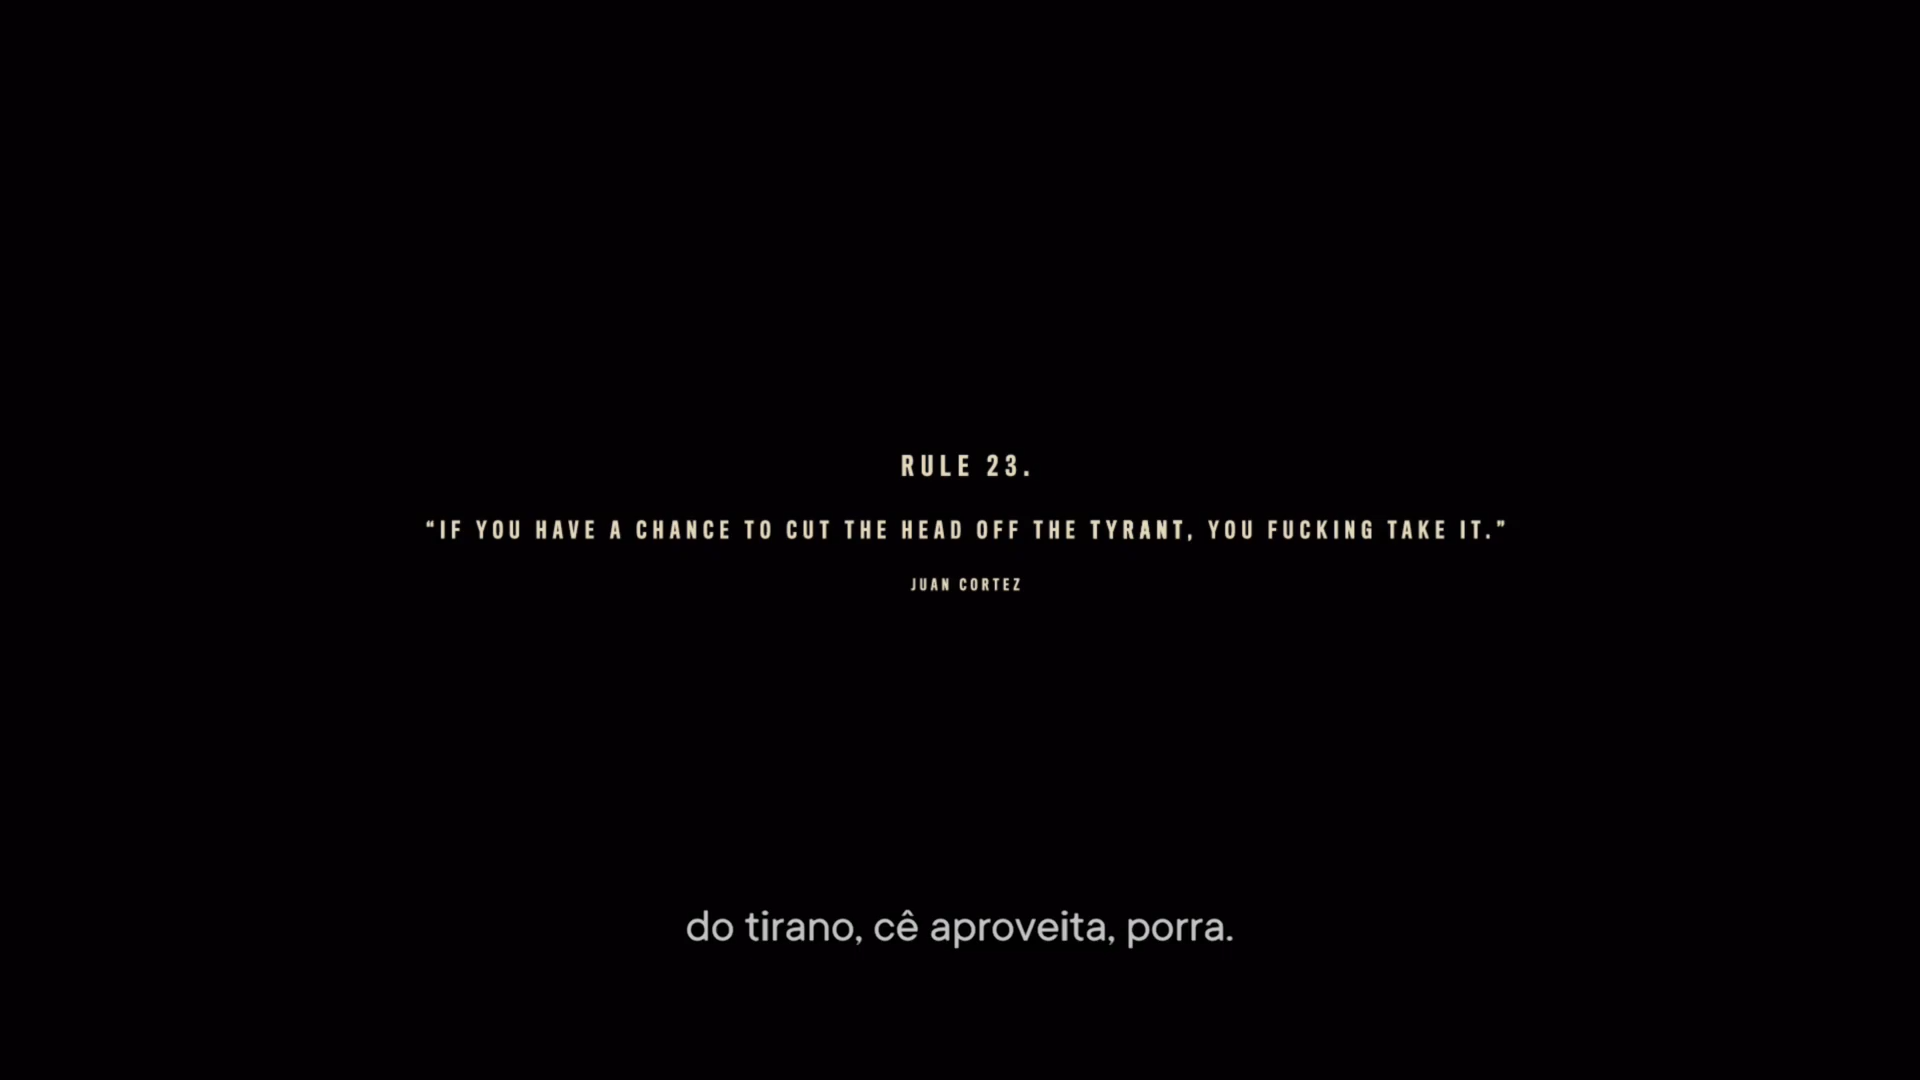 RULE 23.
“IF YOU HAVE A CHANCE TO CUT THE HEAD OFF THE TYRANT, YOU FUCKING TAKE IT.”
JUAN CORTEZ
do tirano, cê aproveita, porra.